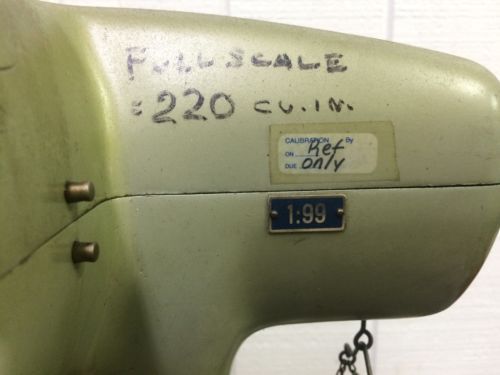 FULL SCALE
= 220 CU. IN.
CALIBRATION By
ON Ref
DUE Only
1:99